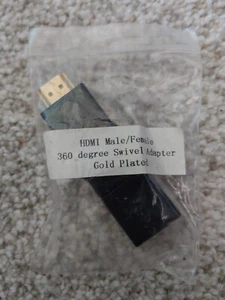 HDMI Male/Female
360 degree Swivel Adapter
Gold Plated